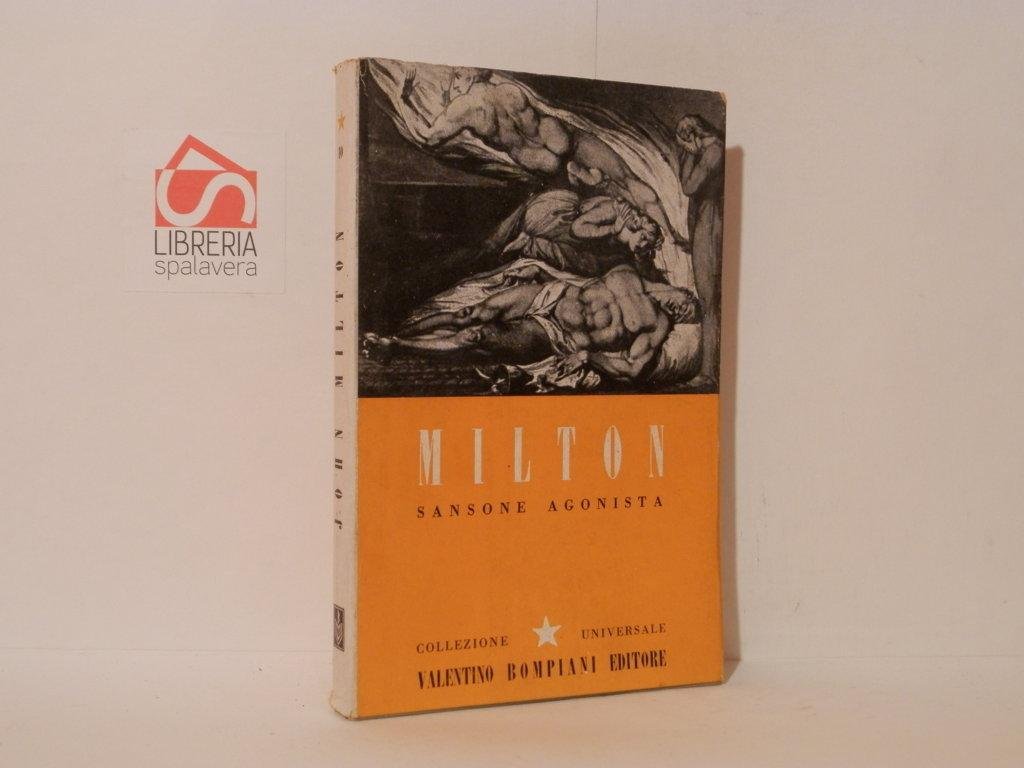 LIBRERIA
spalavera
JOHN MILTON
MILTON
SANSONE AGONISTA
COLLEZIONE UNIVERSALE
VALENTINO BOMPIANI EDITORE